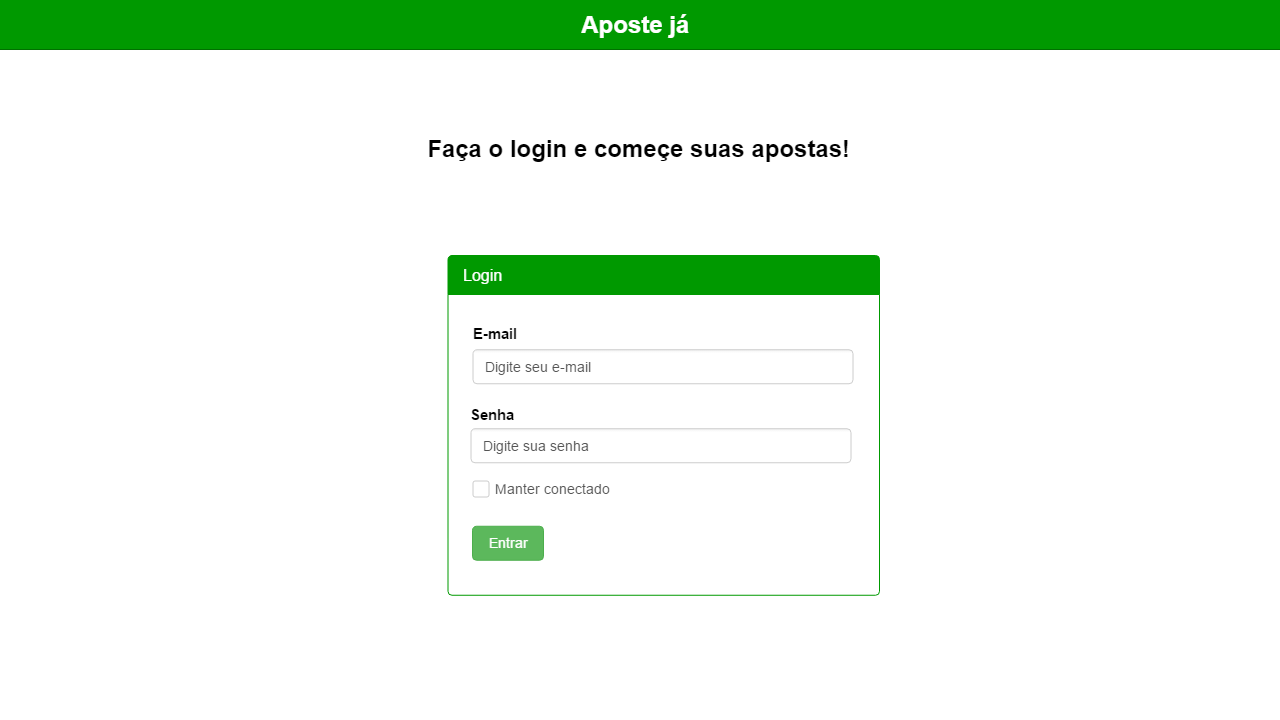 Aposte já
Faça o login e começe suas apostas!
Login
E-mail
Digite seu e-mail
Senha
Digite sua senha
Manter conectado
Entrar